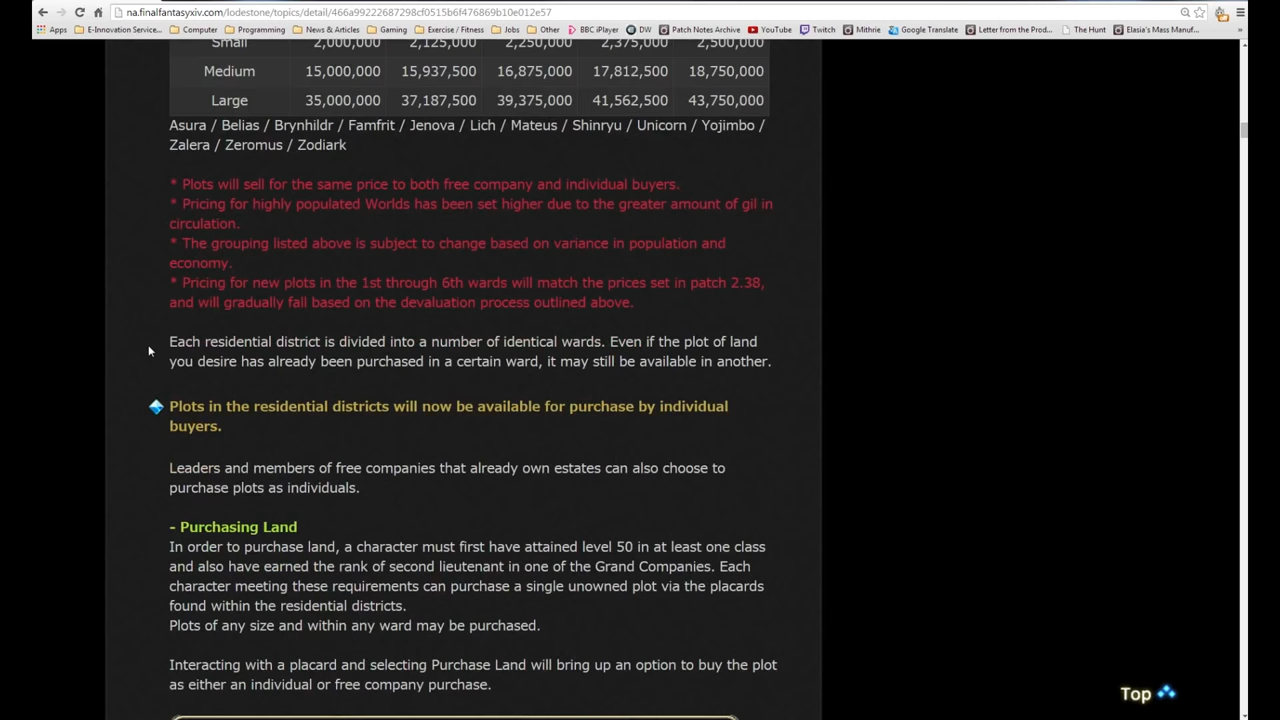 na.finalfantasyxiv.com/lodestone/topics/detail/466a99222687298cf0515b6f476869b10e012e57
Apps E-Innovation Service... Computer Programming News & Articles Gaming Exercise / Fitness Jobs Other BBC iPlayer DW Patch Notes Archive YouTube Twitch Mithrie Google Translate Letter from the Prod... The Hunt Elasia's Mass Manuf... »
Small 2,000,000 2,125,000 2,250,000 2,375,000 2,500,000
Medium 15,000,000 15,937,500 16,875,000 17,812,500 18,750,000
Large 35,000,000 37,187,500 39,375,000 41,562,500 43,750,000
Asura / Belias / Brynhildr / Famfrit / Jenova / Lich / Mateus / Shinryu / Unicorn / Yojimbo /
Zalera / Zeromus / Zodiark
* Plots will sell for the same price to both free company and individual buyers.
* Pricing for highly populated Worlds has been set higher due to the greater amount of gil in
circulation.
* The grouping listed above is subject to change based on variance in population and
economy.
* Pricing for new plots in the 1st through 6th wards will match the prices set in patch 2.38,
and will gradually fall based on the devaluation process outlined above.
Each residential district is divided into a number of identical wards. Even if the plot of land
you desire has already been purchased in a certain ward, it may still be available in another.
Plots in the residential districts will now be available for purchase by individual
buyers.
Leaders and members of free companies that already own estates can also choose to
purchase plots as individuals.
- Purchasing Land
In order to purchase land, a character must first have attained level 50 in at least one class
and also have earned the rank of second lieutenant in one of the Grand Companies. Each
character meeting these requirements can purchase a single unowned plot via the placards
found within the residential districts.
Plots of any size and within any ward may be purchased.
Interacting with a placard and selecting Purchase Land will bring up an option to buy the plot
as either an individual or free company purchase.
Top